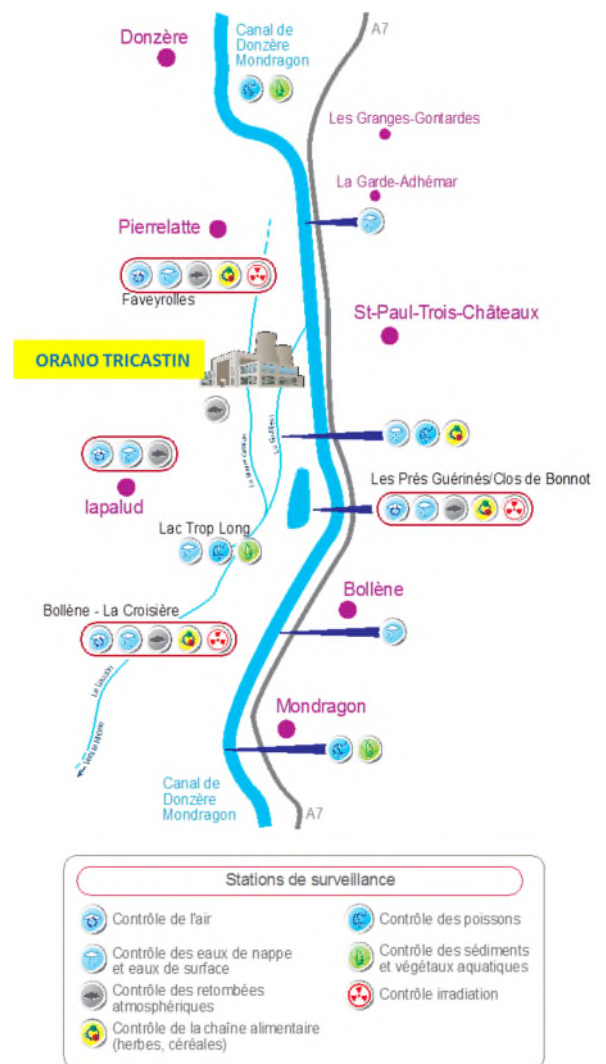 Donzère
Canal de
Donzère
Mondragon
A7
Les Granges-Gontardes
La Garde-Adhémar
Pierrelatte
Faveyrolles
St-Paul-Trois-Châteaux
ORANO TRICASTIN
Les Prés Guérinés/Clos de Bonnot
lapalud
Lac Trop Long
Bollène
Bollène - La Croisière
Mondragon
Canal de
Donzère
Mondragon
A7
Stations de surveillance
Contrôle de l'air
Contrôle des eaux de nappe
et eaux de surface
Contrôle des retombées
atmosphériques
Contrôle de la chaîne alimentaire
(herbes, céréales)
Contrôle des poissons
Contrôle des sédiments
et végétaux aquatiques
Contrôle irradiation